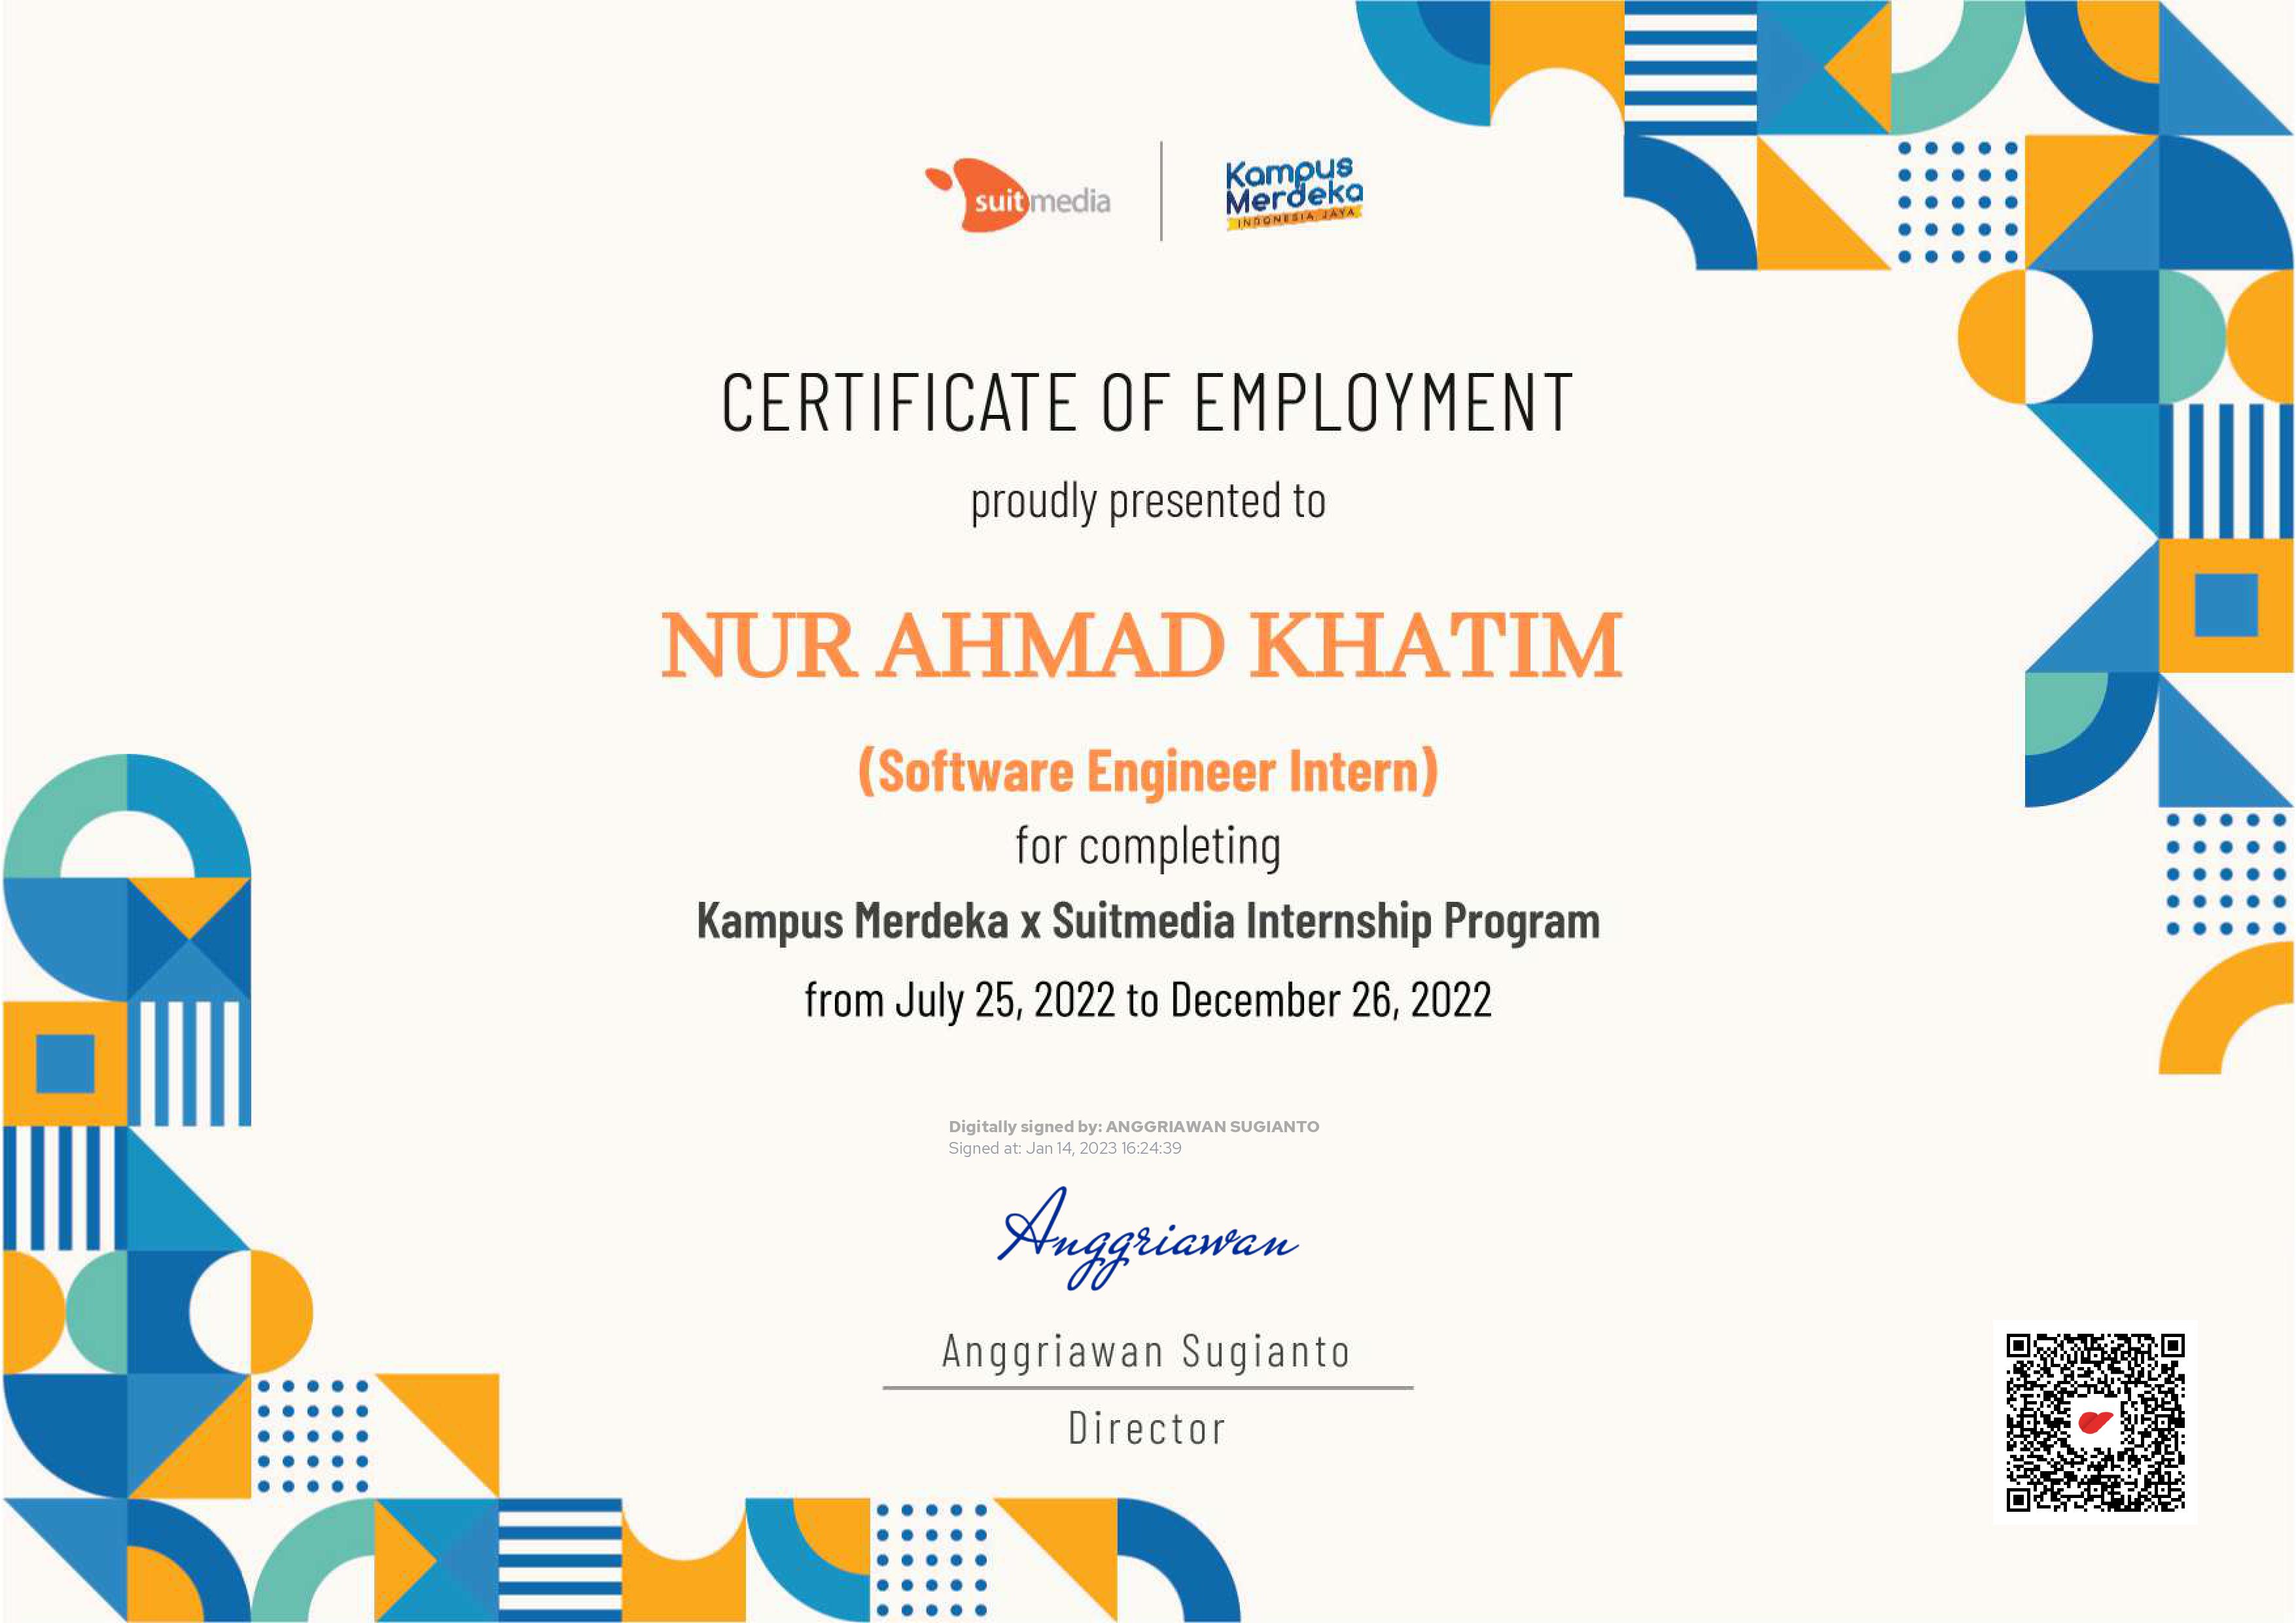 suitmedia
Kampus
Merdeka
INDONESIA JAYA
CERTIFICATE OF EMPLOYMENT
proudly presented to
NUR AHMAD KHATIM
(Software Engineer Intern)
for completing
Kampus Merdeka x Suitmedia Internship Program
from July 25, 2022 to December 26, 2022
Digitally signed by: ANGGRIAWAN SUGIANTO
Signed at: Jan 14, 2023 16:24:39
Anggriawan
Anggriawan Sugianto
Director